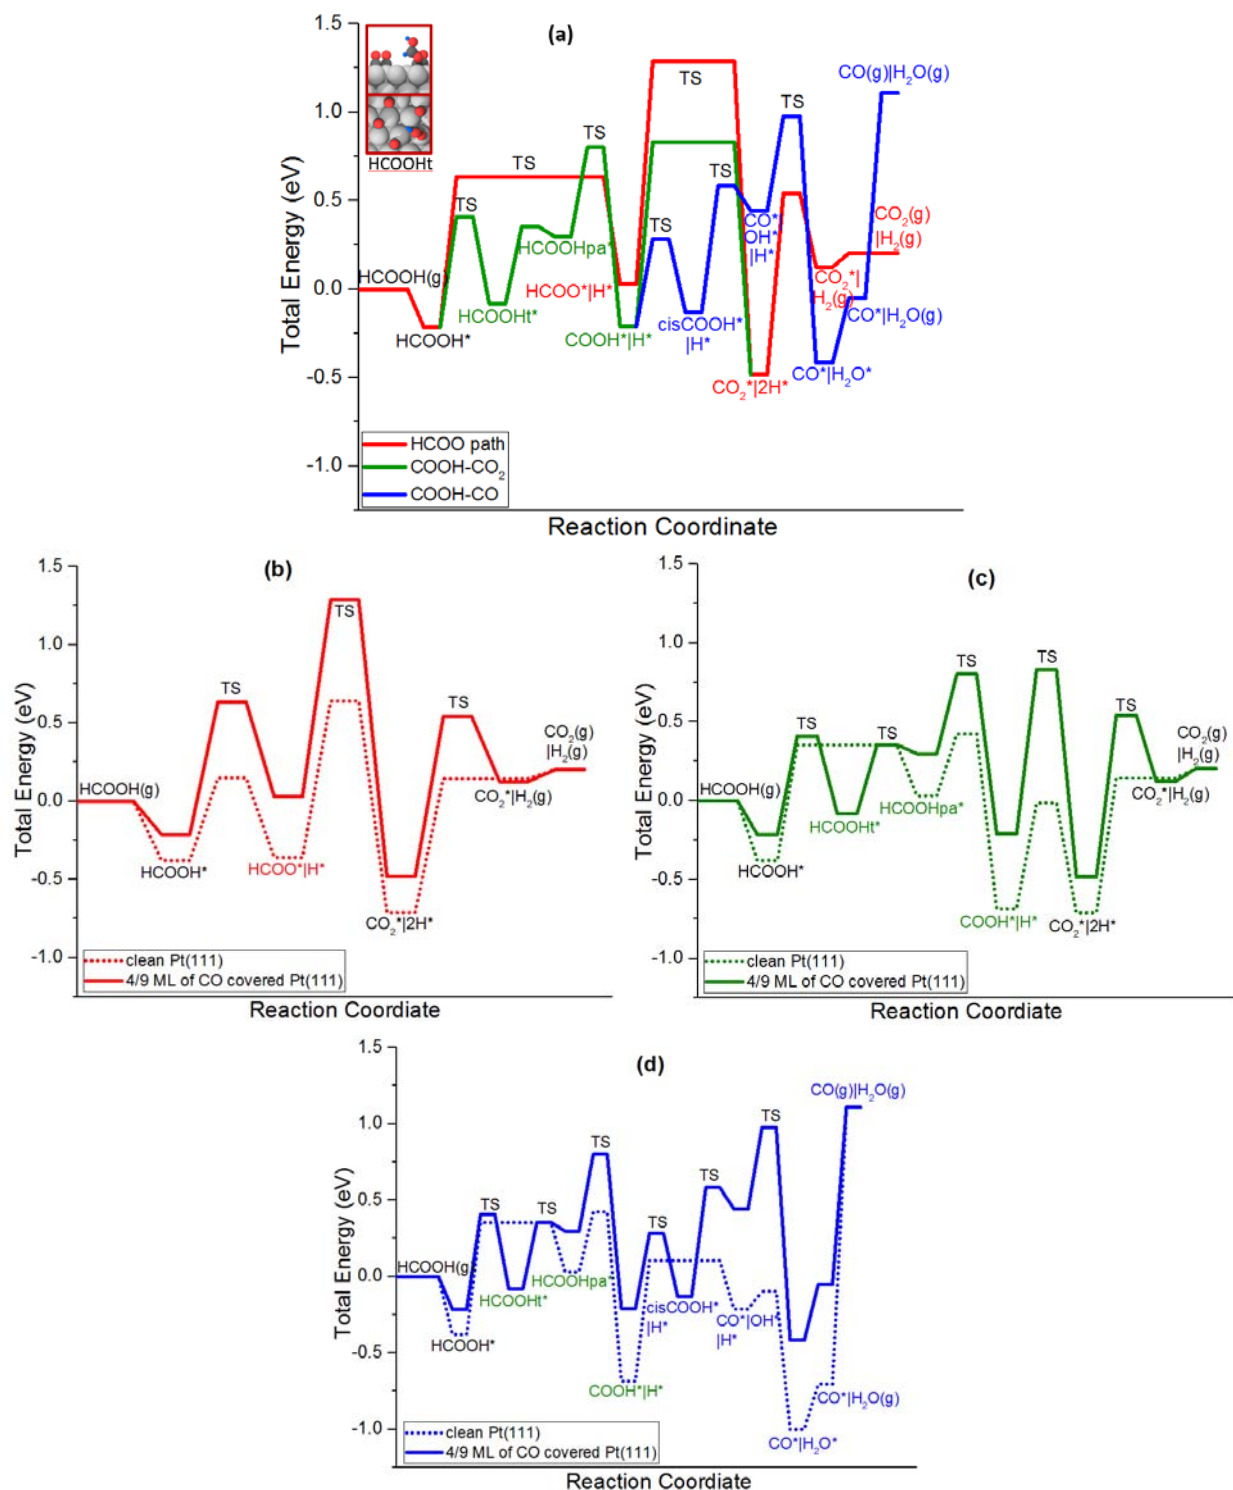 (a)
1.5
1.0
0.5
0.0
-0.5
-1.0
Total Energy (eV)
Reaction Coordinate
HCOOHt
HCOOH(g)
HCOOH*
TS
HCOOHt*
HCOOHpa*
TS
TS
HCOO*|H*
COOH*|H*
TS
cisCOOH*
|H*
TS
TS
CO*
OH*
|H*
CO₂*|2H*
TS
CO(g)|H₂O(g)
CO₂(g)
|H₂(g)
CO₂*|
H₂(g)
CO*|H₂O(g)
CO*|H₂O*
HCOO path
COOH-CO₂
COOH-CO
(b)
1.5
1.0
0.5
0.0
-0.5
-1.0
Total Energy (eV)
HCOOH(g)
HCOOH*
TS
HCOO*|H*
TS
CO₂*|2H*
TS
CO₂(g)
|H₂(g)
CO₂*|H₂(g)
clean Pt(111)
4/9 ML of CO covered Pt(111)
Reaction Coordiate
(c)
1.5
1.0
0.5
0.0
-0.5
-1.0
Total Energy (eV)
HCOOH(g)
HCOOH*
TS
HCOOHt*
TS
HCOOHpa*
TS
COOH*|H*
TS
CO₂*|2H*
TS
CO₂(g)
|H₂(g)
CO₂*|H₂(g)
clean Pt(111)
4/9 ML of CO covered Pt(111)
Reaction Coordiate
(d)
1.5
1.0
0.5
0.0
-0.5
-1.0
Total Energy (eV)
HCOOH(g)
HCOOH*
TS
HCOOHt*
TS
HCOOHpa*
TS
COOH*|H*
TS
cisCOOH*
|H*
TS
CO*|OH*
|H*
TS
CO(g)|H₂O(g)
CO*|H₂O(g)
CO*|H₂O*
clean Pt(111)
4/9 ML of CO covered Pt(111)
Reaction Coordiate